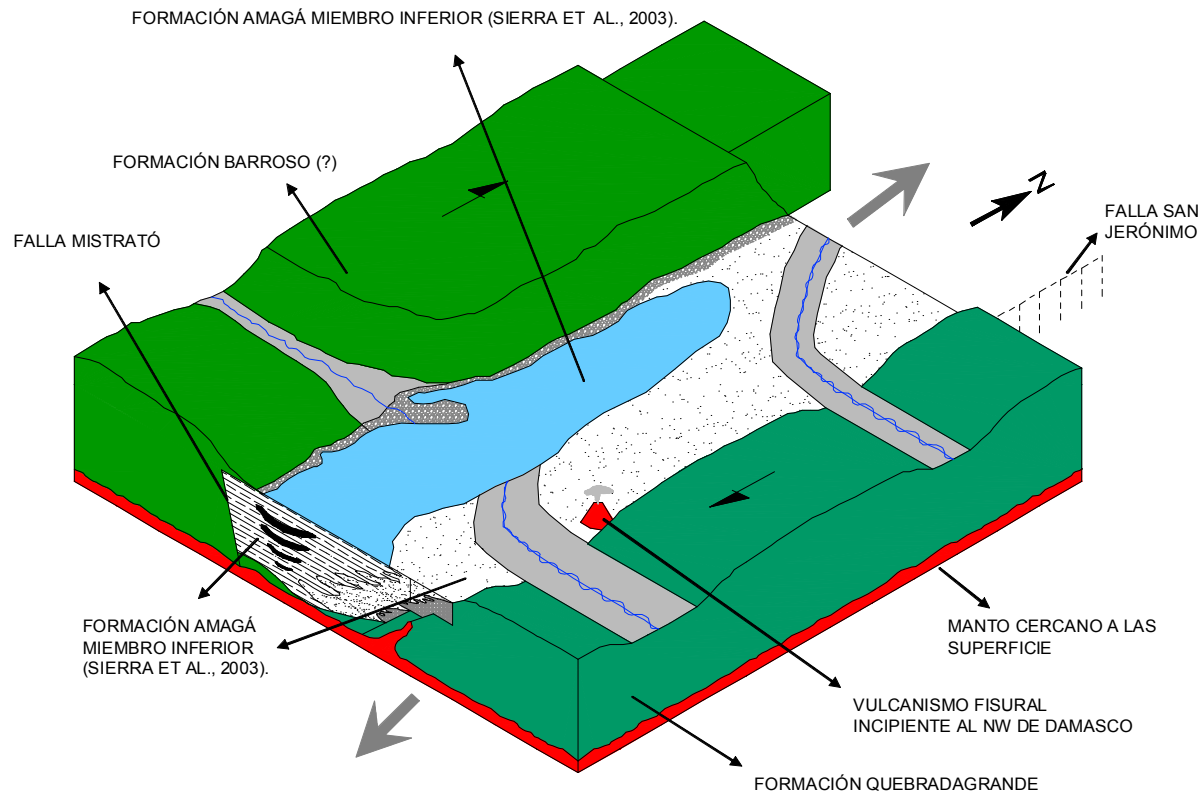 FORMACIÓN AMAGÁ MIEMBRO INFERIOR (SIERRA ET AL., 2003).
FORMACIÓN BARROSO (?)
FALLA MISTRATÓ
N
FALLA SAN
JERÓNIMO
FORMACIÓN AMAGÁ
MIEMBRO INFERIOR
(SIERRA ET AL., 2003).
MANTO CERCANO A LAS
SUPERFICIE
VULCANISMO FISURAL
INCIPIENTE AL NW DE DAMASCO
FORMACIÓN QUEBRADAGRANDE